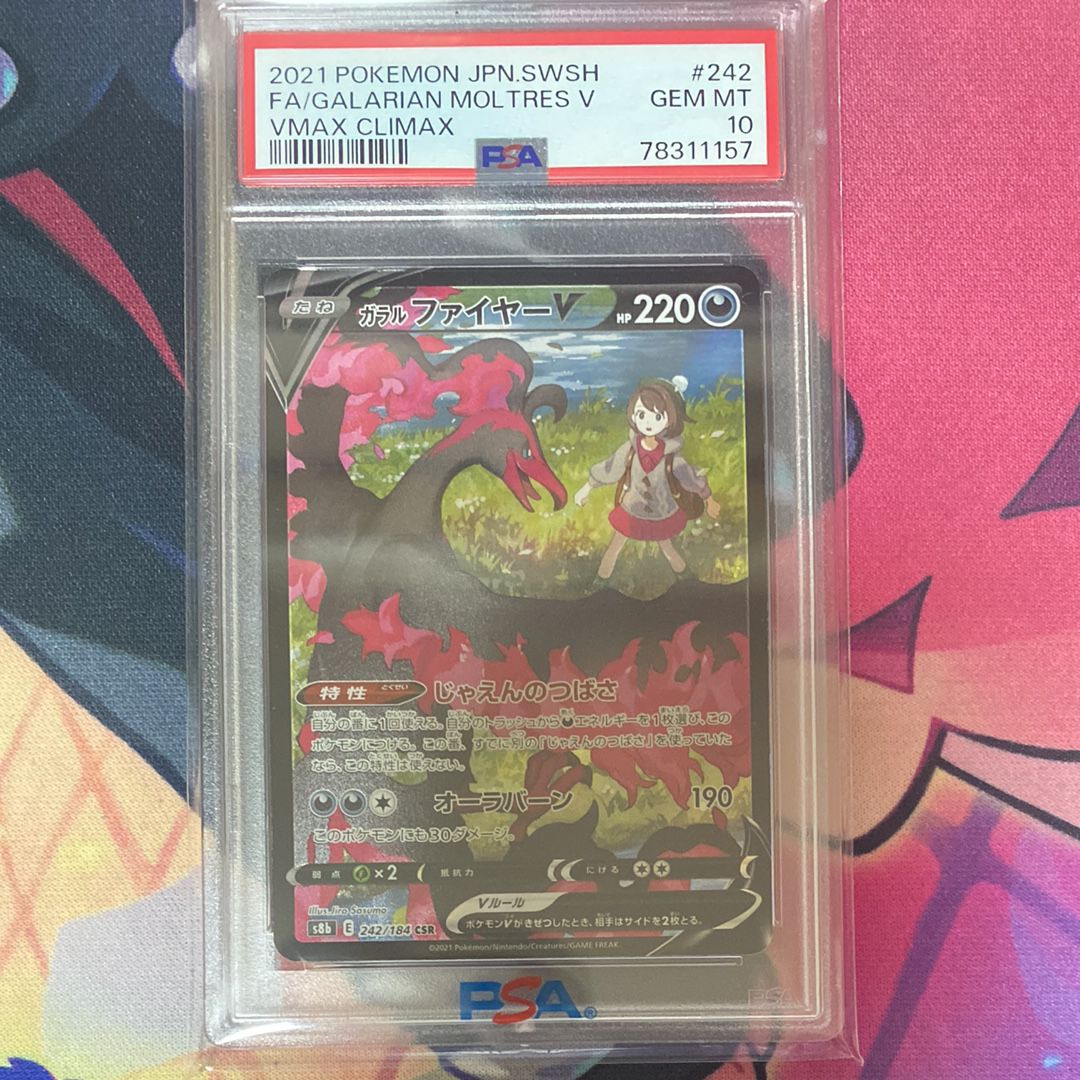 2021 POKEMON JPN.SWSH #242
FA/GALARIAN MOLTRES V GEM MT
VMAX CLIMAX 10
PSA 78311157
たね ガラル ファイヤーV HP 220
特性 とくせい じゃえんのつばさ
自分の番に1回使える。自分のトラッシュからエネルギーを1枚選び、この
ポケモンにつける。この番、すでに別の「じゃえんのつばさ」を使っていた
なら、この特性は使えない。
オーラバーン 190
このポケモンにも30ダメージ。
弱点 ×2 抵抗力 にげる
Vルール
ポケモンVがきぜつしたとき、相手はサイドを2枚とる。
Illus. Jiro Sasumo
s8b E 242/184 CSR
©2021 Pokémon/Nintendo/Creatures/GAME FREAK.
PSA
PSA